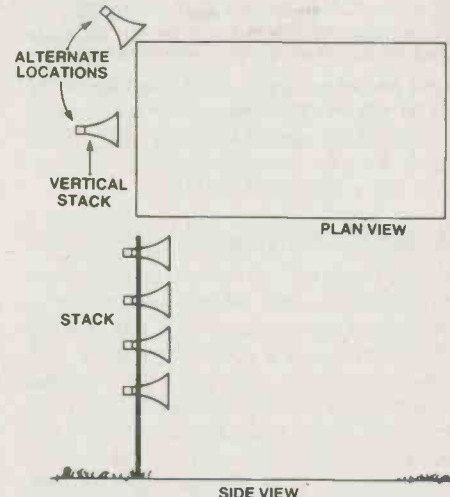 ALTERNATE
LOCATIONS
VERTICAL
STACK
PLAN VIEW
STACK
SIDE VIEW